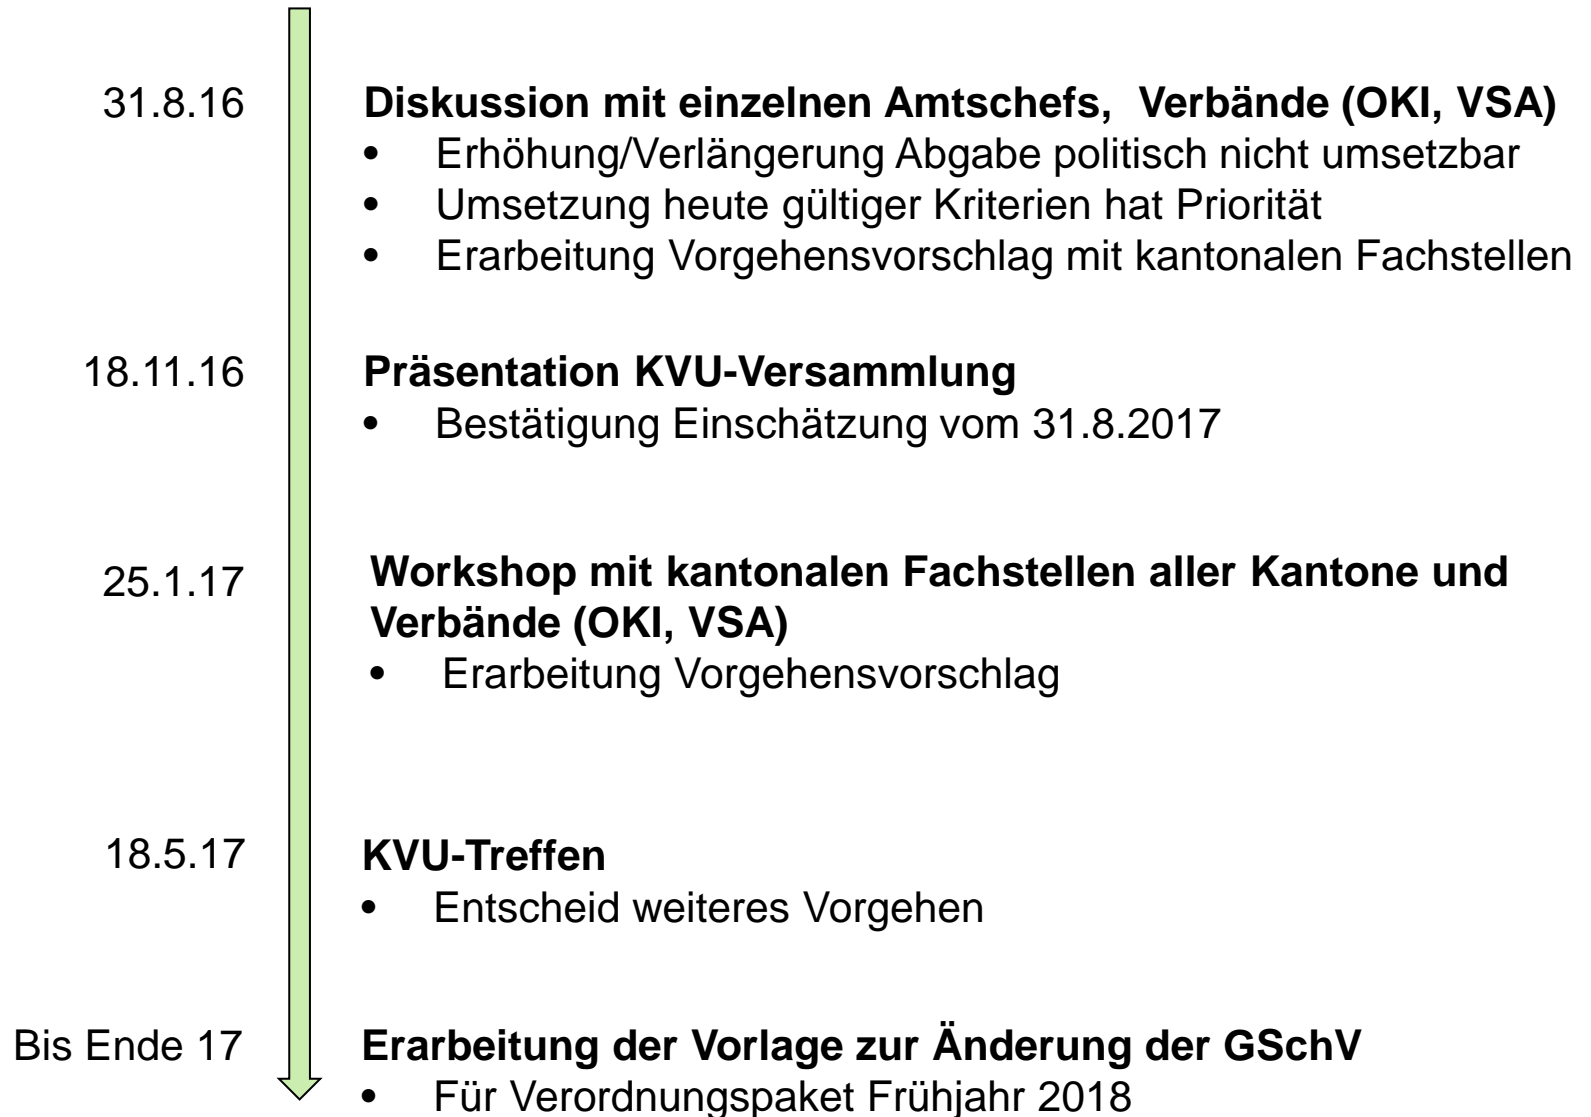 31.8.16 Diskussion mit einzelnen Amtschefs, Verbände (OKI, VSA)
• Erhöhung/Verlängerung Abgabe politisch nicht umsetzbar
• Umsetzung heute gültiger Kriterien hat Priorität
• Erarbeitung Vorgehensvorschlag mit kantonalen Fachstellen
18.11.16 Präsentation KVU-Versammlung
• Bestätigung Einschätzung vom 31.8.2017
25.1.17 Workshop mit kantonalen Fachstellen aller Kantone und
Verbände (OKI, VSA)
• Erarbeitung Vorgehensvorschlag
18.5.17 KVU-Treffen
• Entscheid weiteres Vorgehen
Bis Ende 17 Erarbeitung der Vorlage zur Änderung der GSchV
• Für Verordnungspaket Frühjahr 2018